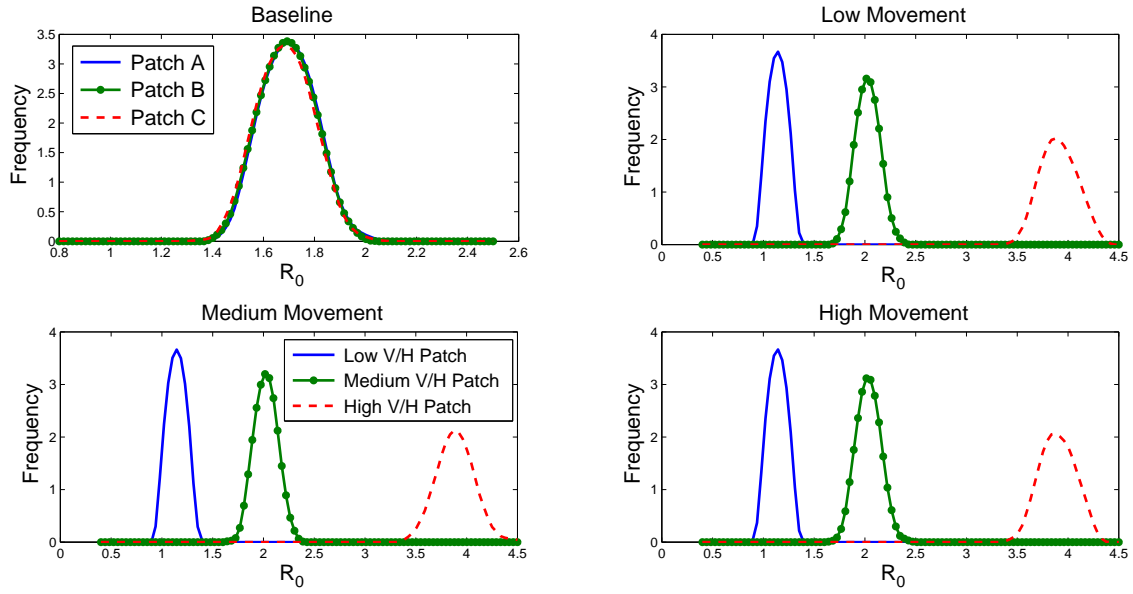 Baseline
3.5
3
2.5
2
1.5
1
0.5
0
Frequency
Patch A
Patch B
Patch C
0.8 1 1.2 1.4 1.6 1.8 2 2.2 2.4 2.6
R0
Low Movement
4
3
2
1
0
Frequency
0 0.5 1 1.5 2 2.5 3 3.5 4 4.5
R0
Medium Movement
4
3
2
1
0
Frequency
Low V/H Patch
Medium V/H Patch
High V/H Patch
0 0.5 1 1.5 2 2.5 3 3.5 4 4.5
R0
High Movement
4
3
2
1
0
Frequency
0 0.5 1 1.5 2 2.5 3 3.5 4 4.5
R0